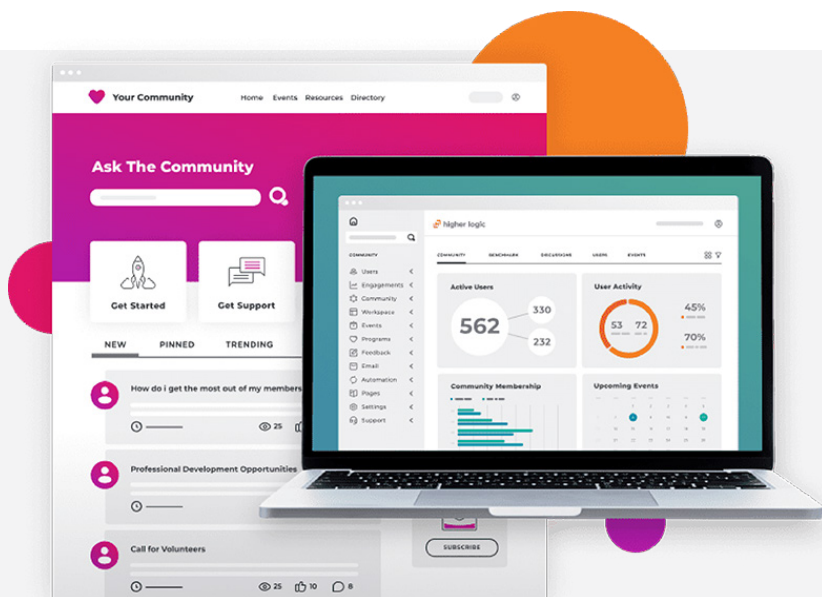 Your Community
Home Events Resources Directory
Ask The Community
Get Started
Get Support
NEW PINNED TRENDING
How do i get the most out of my members
25
Professional Development Opportunities
Call for Volunteers
25 10 8
SUBSCRIBE
higher logic
COMMUNITY
Users
Engagements
Community
Workspace
Events
Programs
Feedback
Email
Automation
Pages
Settings
Support
COMMUNITY BENCHMARK DISCUSSIONS USERS EVENTS
Active Users
562
330
232
User Activity
53 72
45%
70%
Community Membership
Upcoming Events